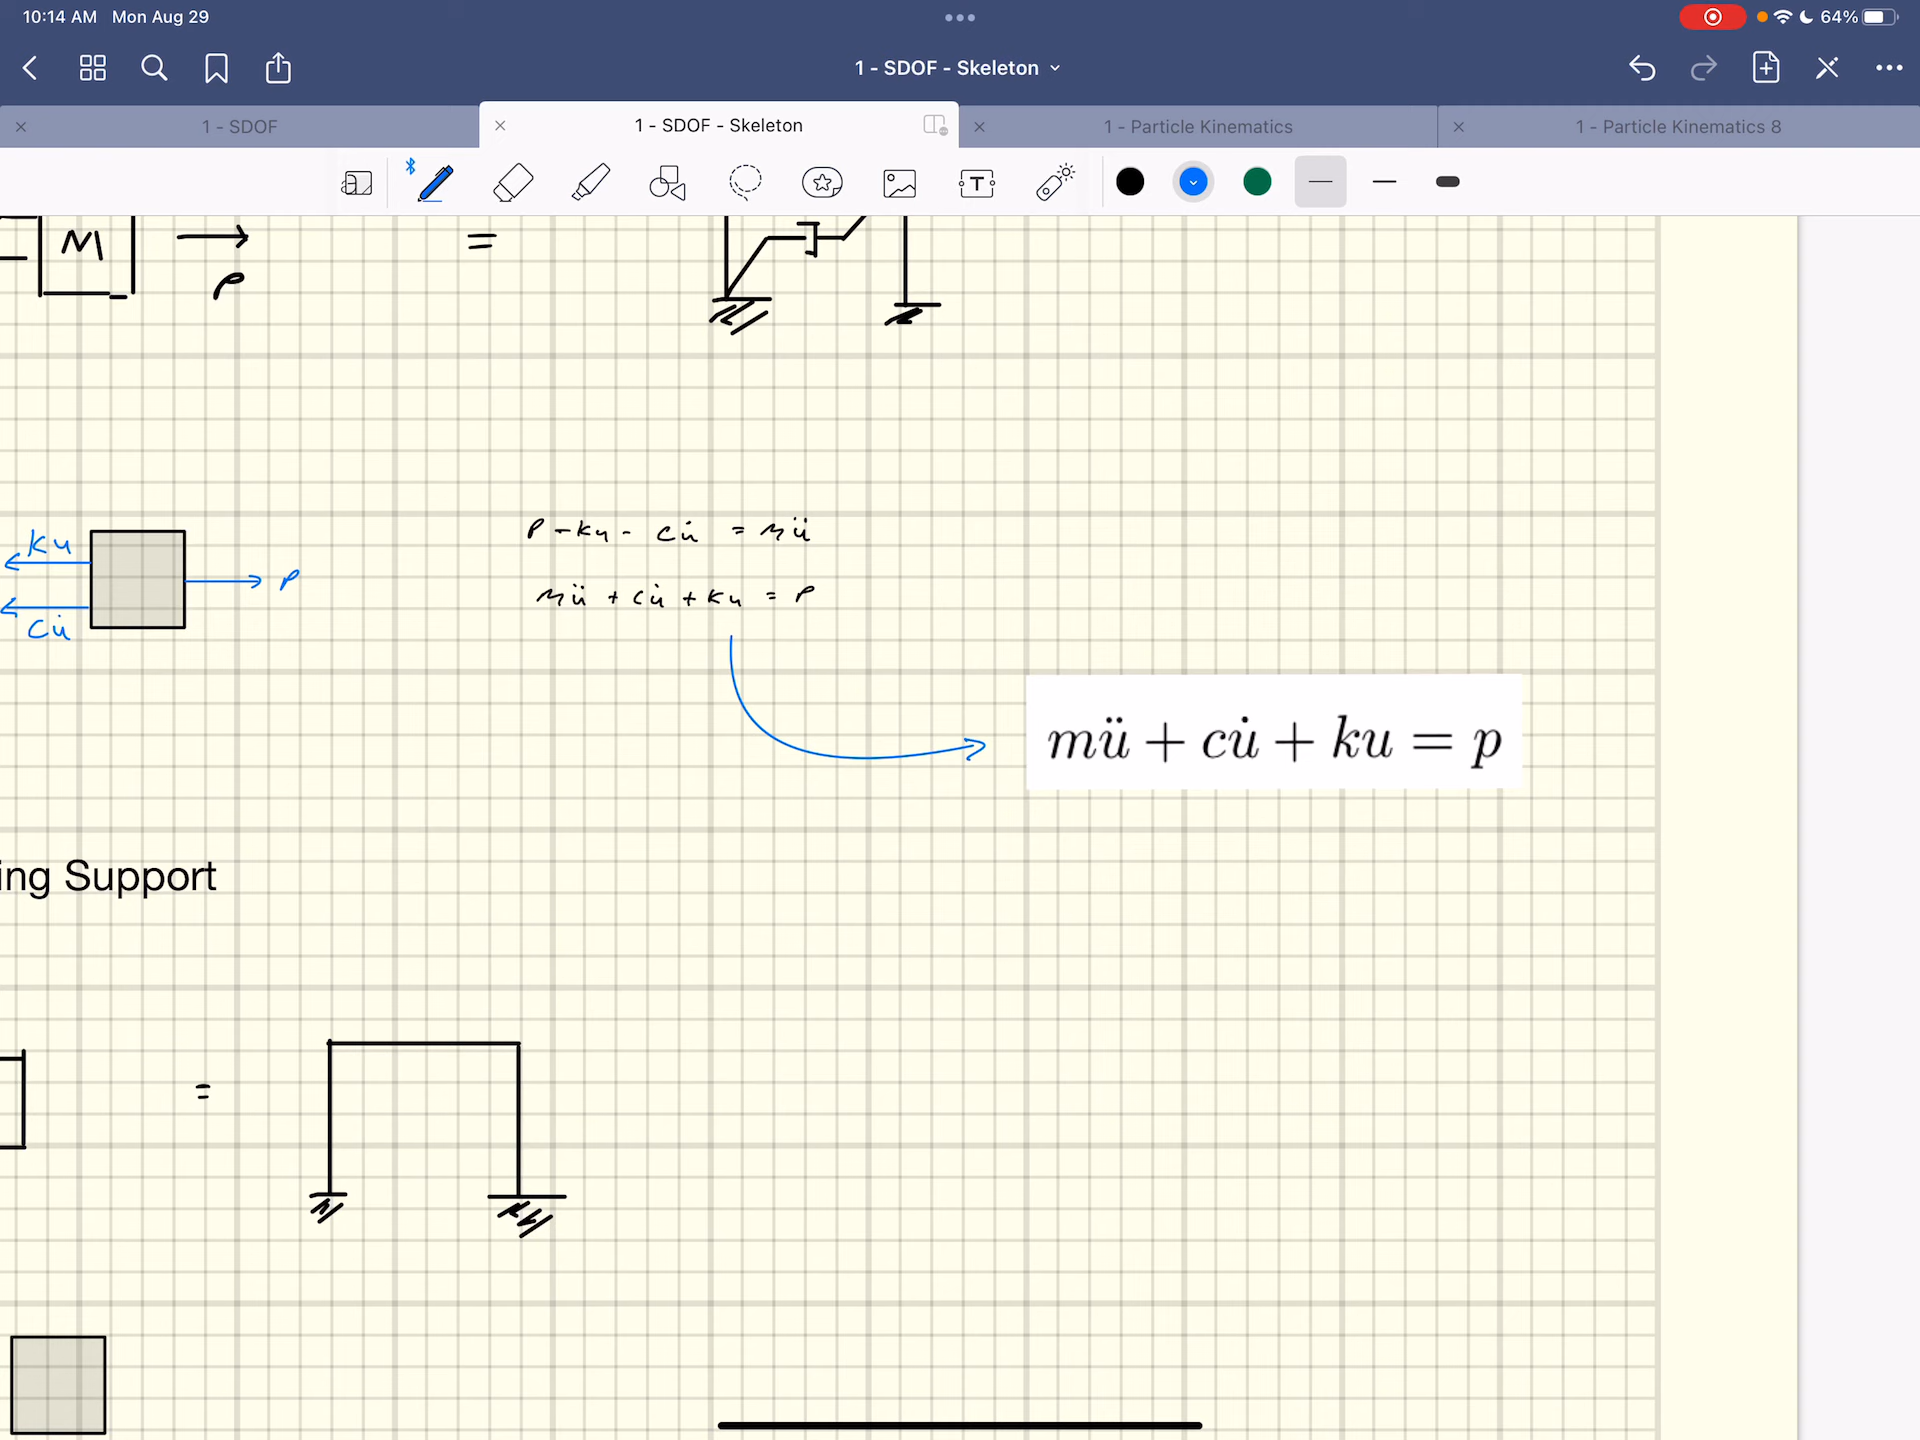 10:14 AM Mon Aug 29
64%
1 - SDOF - Skeleton
1 - SDOF
1 - SDOF - Skeleton
1 - Particle Kinematics
1 - Particle Kinematics 8
M
P
=
P - ku - cu̇ = mü
ku
P
mü + cu̇ + ku = P
cu̇
mü + cu̇ + ku = p
ing Support
=